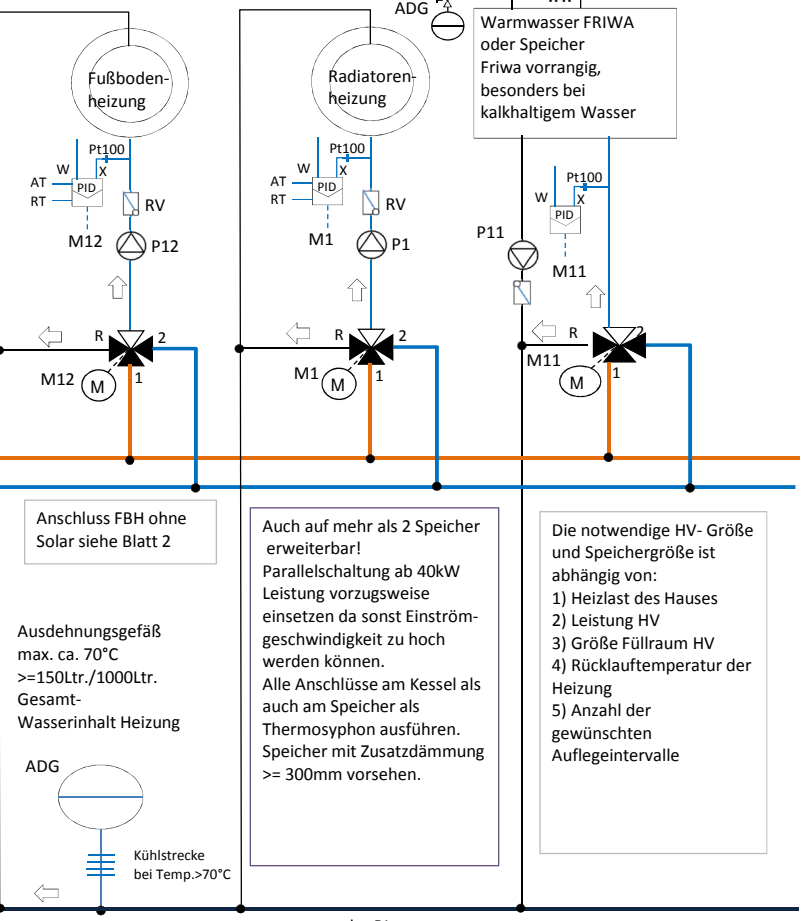 ADG
Warmwasser FRIWA
oder Speicher
Friwa vorrangig,
besonders bei
kalkhaltigem Wasser
Fußboden-
heizung
Radiatoren-
heizung
Pt100
W
X
AT
PID
RT
RV
M12
P12
Pt100
W
X
AT
PID
RT
RV
M1
P1
Pt100
W
X
PID
P11
M11
R
2
M12
M
1
R
2
M1
M
1
R
2
M11
M
1
Anschluss FBH ohne
Solar siehe Blatt 2
Auch auf mehr als 2 Speicher
erweiterbar!
Parallelschaltung ab 40kW
Leistung vorzugsweise
einsetzen da sonst Einström-
geschwindigkeit zu hoch
werden können.
Alle Anschlüsse am Kessel als
auch am Speicher als
Thermosyphon ausführen.
Speicher mit Zusatzdämmung
>= 300mm vorsehen.
Die notwendige HV- Größe
und Speichergröße ist
abhängig von:
1) Heizlast des Hauses
2) Leistung HV
3) Größe Füllraum HV
4) Rücklauftemperatur der
Heizung
5) Anzahl der
gewünschten
Auflegeintervalle
Ausdehnungsgefäß
max. ca. 70°C
>=150Ltr./1000Ltr.
Gesamt-
Wasserinhalt Heizung
ADG
Kühlstrecke
bei Temp.>70°C